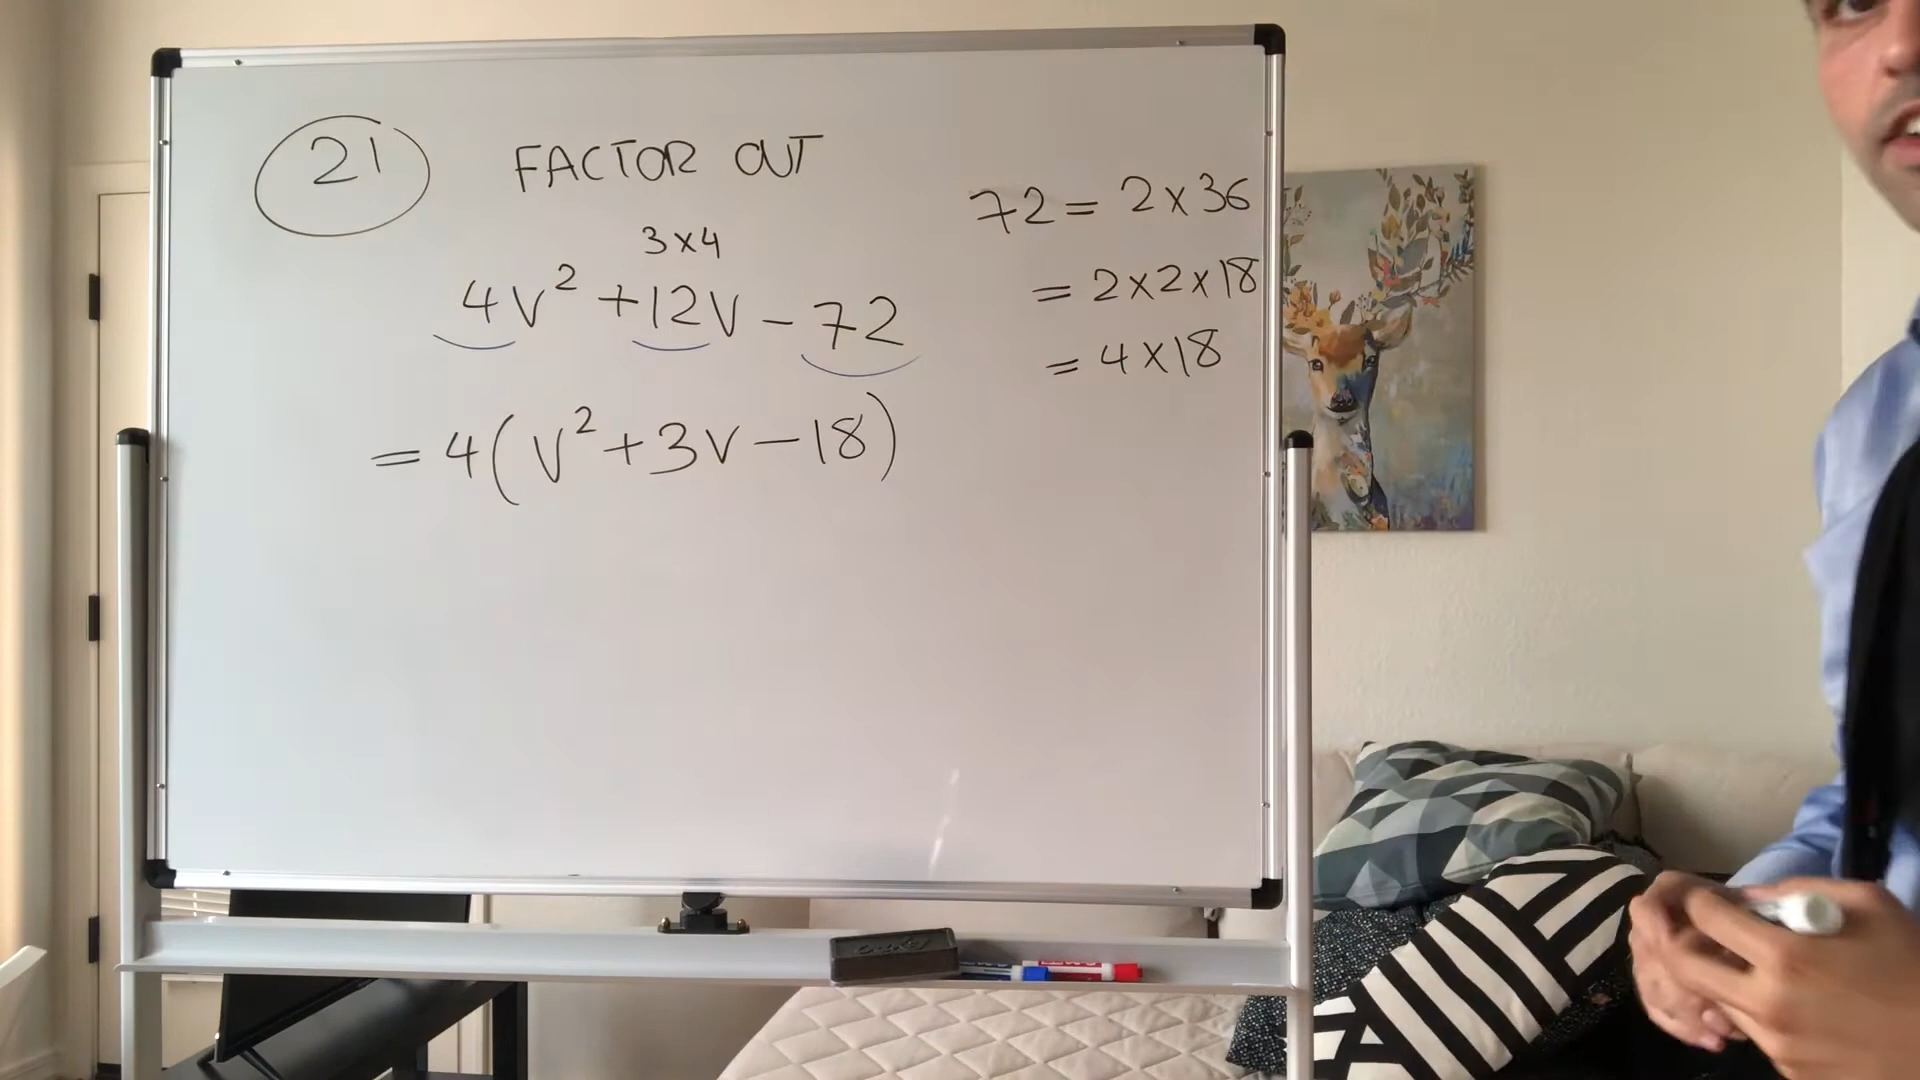 21 FACTOR OUT
3x4
4v² +12v - 72
= 4(v² + 3v - 18)
72 = 2 x 36
= 2 x 2 x 18
= 4 x 18